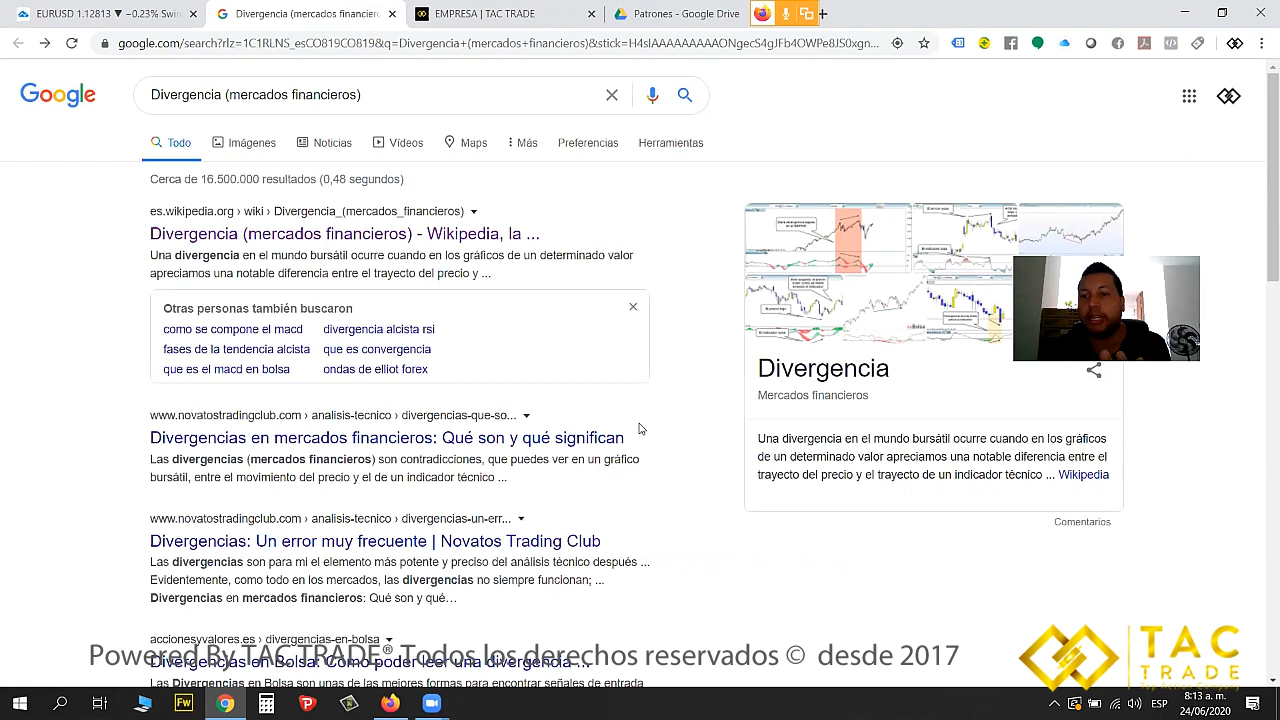 EURUSD 1.12813 ▼ −0.23% Swin
Divergencia (mercados financiero
EMPRESA | TAC TRADE
Patrones - Google Drive
google.com/search?rlz=1C1RLNS_esCO819CO819&q=Divergencia+(mercados+financieros)&stick=H4sIAAAAAAAAAONgecS4gJFb4OWPe8JS0xgn...
Google
Divergencia (mercados financieros)
Todo
Imágenes
Noticias
Vídeos
Maps
Más
Preferencias
Herramientas
Cerca de 16.500.000 resultados (0,48 segundos)
es.wikipedia.org › wiki › Divergencia_(mercados_financieros)
Divergencia (mercados financieros) - Wikipedia, la ...
Una divergencia en el mundo bursátil ocurre cuando en los gráficos de un determinado valor
apreciamos una notable diferencia entre el trayecto del precio y ...
Otras personas también buscaron
como se comporta el macd
divergencia alcista rsi
fases de la tendencia alcista
que es convergencia
que es el macd en bolsa
ondas de elliot forex
www.novatostradingclub.com › analisis-tecnico › divergencias-que-so...
Divergencias en mercados financieros: Qué son y qué significan
Las divergencias (mercados financieros) son contradicciones, que puedes ver en un gráfico
bursátil, entre el movimiento del precio y el de un indicador técnico ...
www.novatostradingclub.com › analisis-tecnico › divergencias-un-err...
Divergencias: Un error muy frecuente | Novatos Trading Club
Las divergencias son para mi el elemento más potente y preciso del análisis técnico después ...
Evidentemente, como todo en los mercados, las divergencias no siempre funcionan; ...
Divergencias en mercados financieros: Qué son y qué...
accionesyvalores.es › divergencias-en-bolsa
Divergencias en Bolsa: Cómo poder leer una divergencia ...
Las Divergencias en Bolsa son unas de las mejores formas para encontrar señales de entrada
Divergencia
Mercados financieros
Una divergencia en el mundo bursátil ocurre cuando en los gráficos
de un determinado valor apreciamos una notable diferencia entre el
trayecto del precio y el trayecto de un indicador técnico ... Wikipedia
Comentarios
Powered By TAC TRADE® Todos los derechos reservados © desde 2017
TAC
TRADE
Top Action Company
FW
ESP
8:13 a. m.
24/06/2020